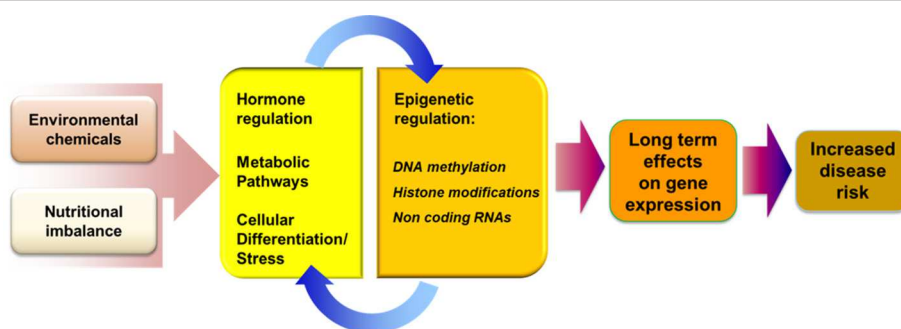 Environmental
chemicals
Nutritional
imbalance
Hormone
regulation
Metabolic
Pathways
Cellular
Differentiation/
Stress
Epigenetic
regulation:
DNA methylation
Histone modifications
Non coding RNAs
Long term
effects
on gene
expression
Increased
disease
risk